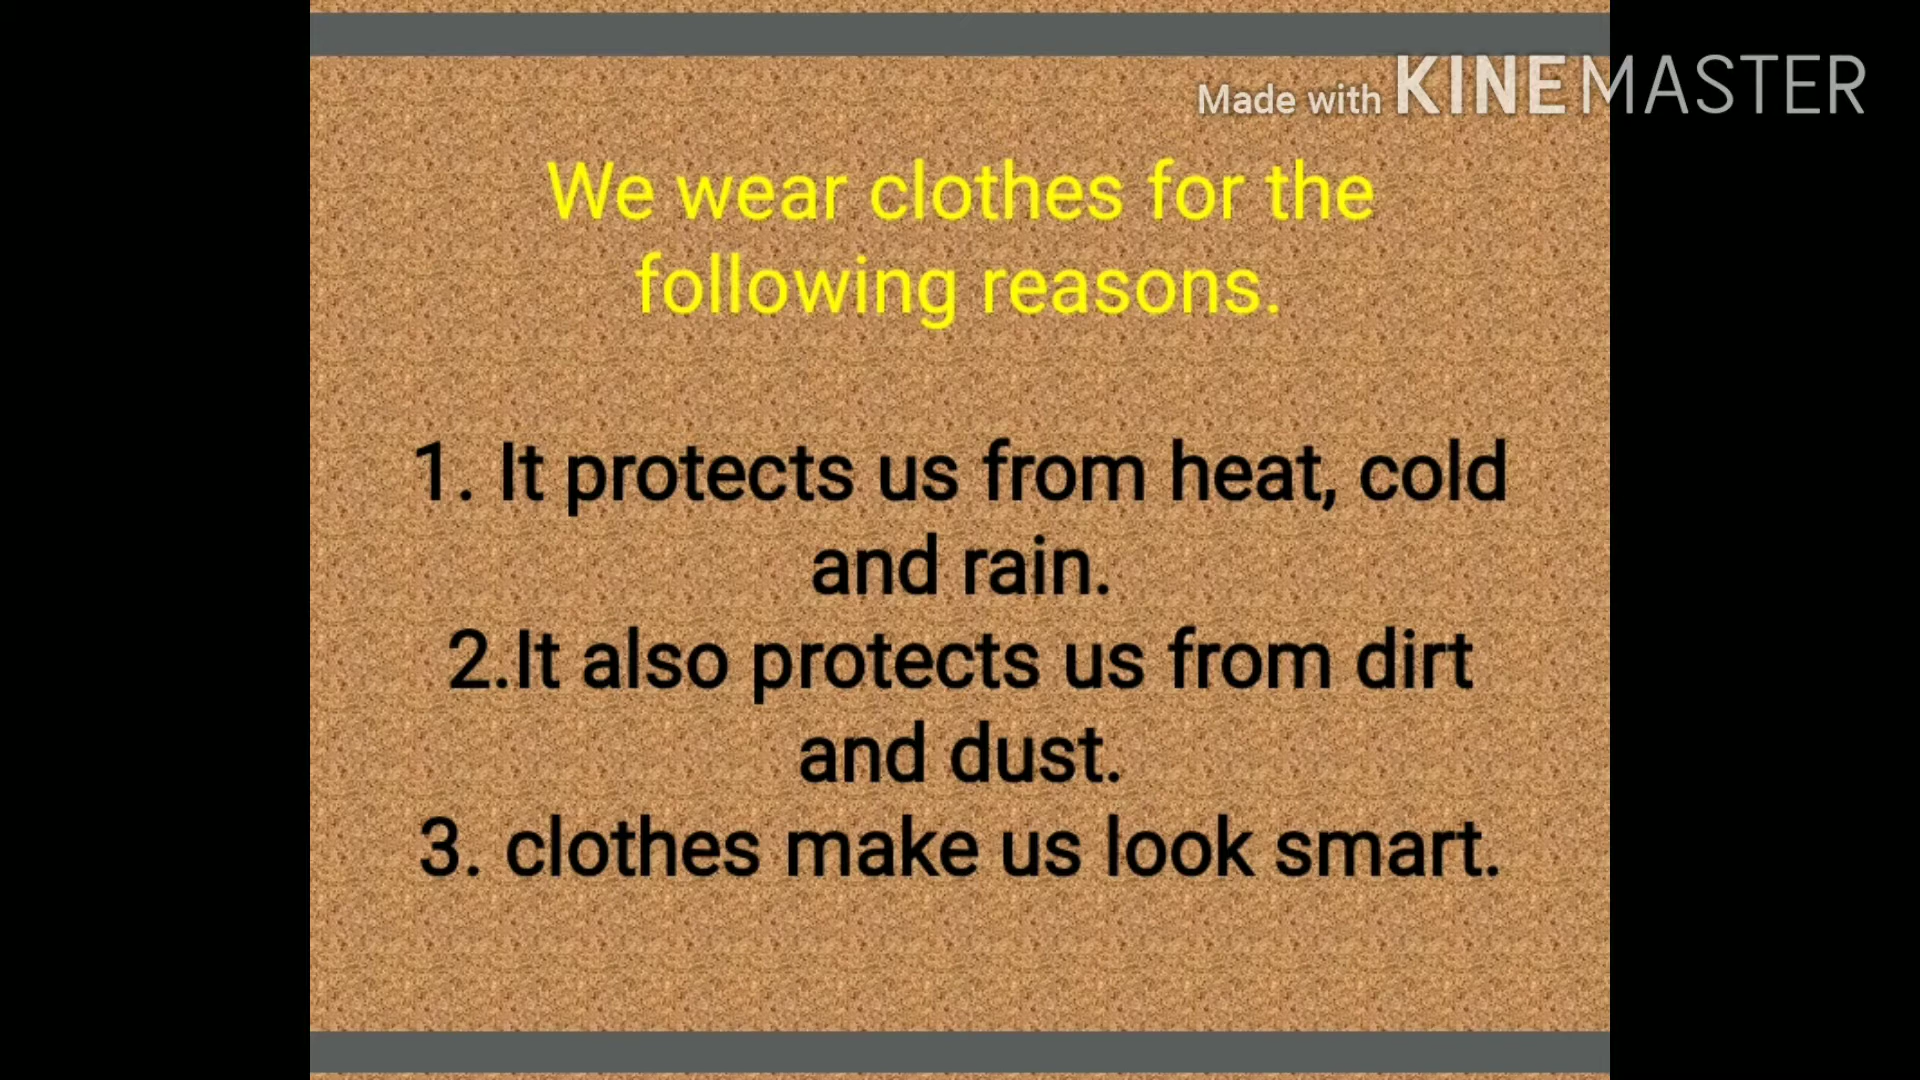 Made with KINEMASTER
We wear clothes for the
following reasons.
1. It protects us from heat, cold
and rain.
2.It also protects us from dirt
and dust.
3. clothes make us look smart.